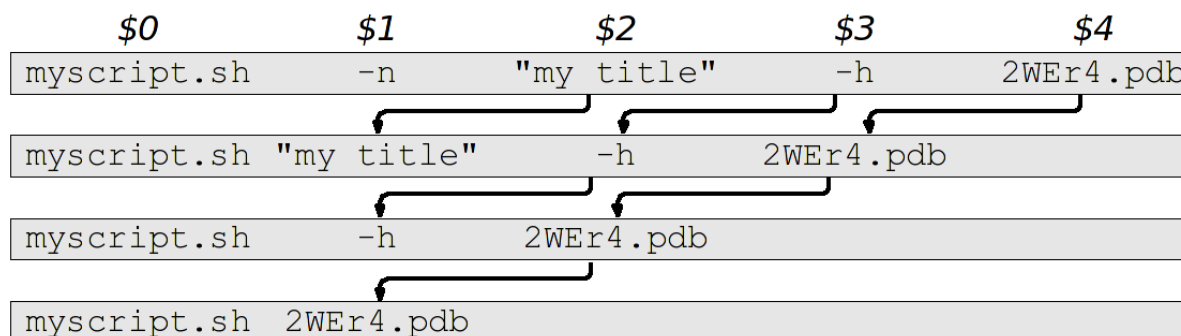 $0 $1 $2 $3 $4
myscript.sh -n "my title" -h 2WEr4.pdb
myscript.sh "my title" -h 2WEr4.pdb
myscript.sh -h 2WEr4.pdb
myscript.sh 2WEr4.pdb